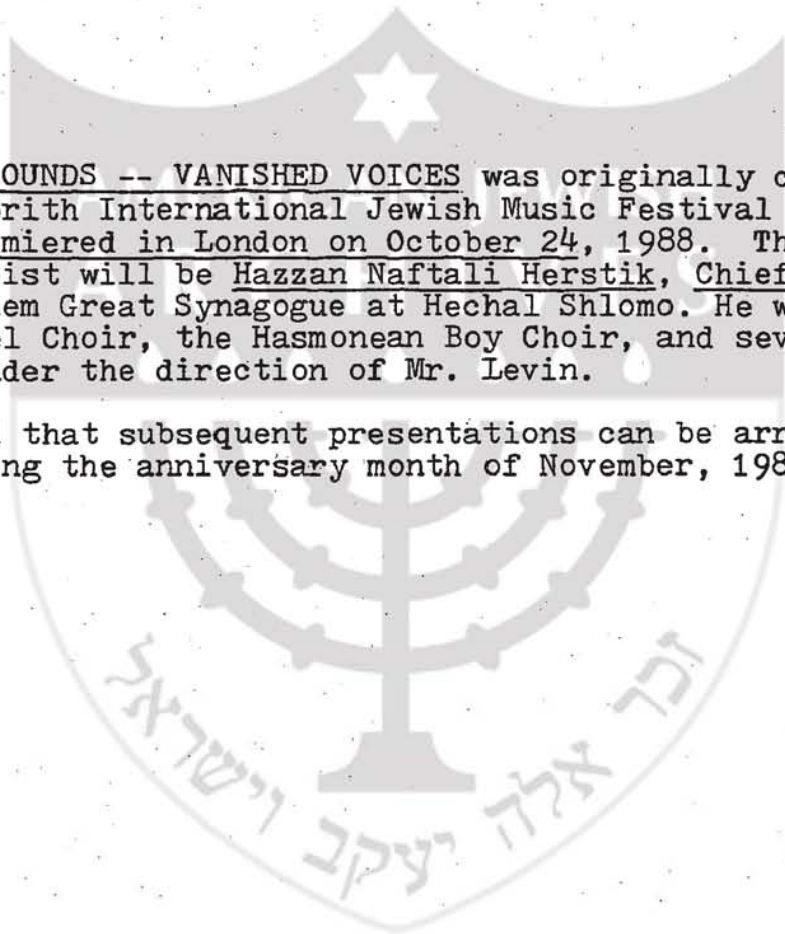 OUNDS -- VANISHED VOICES was originally c
rith International Jewish Music Festival
miered in London on October 24, 1988. Th
ist will be Hazzan Naftali Herstik, Chief
em Great Synagogue at Hechal Shlomo. He w
l Choir, the Hasmonean Boy Choir, and sev
der the direction of Mr. Levin.
that subsequent presentations can be arr
ng the anniversary month of November, 198
AMERICAN JEWISH
ARCHIVES
זכר אלה יעקב וישראל